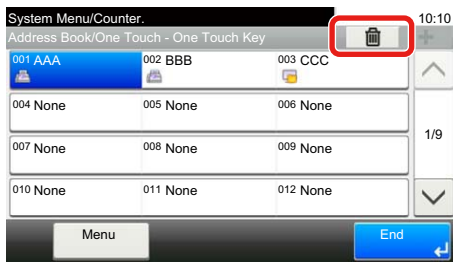 System Menu/Counter. 10:10
Address Book/One Touch - One Touch Key
001 AAA 002 BBB 003 CCC
004 None 005 None 006 None
1/9
007 None 008 None 009 None
010 None 011 None 012 None
Menu End